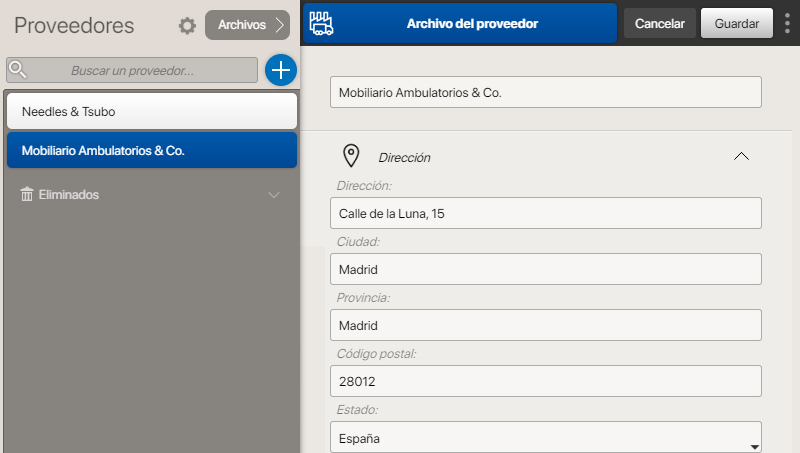 Proveedores
Archivos
Buscar un proveedor...
Needles & Tsubo
Mobiliario Ambulatorios & Co.
Eliminados
Archivo del proveedor
Cancelar
Guardar
Mobiliario Ambulatorios & Co.
Dirección
Dirección:
Calle de la Luna, 15
Ciudad:
Madrid
Provincia:
Madrid
Código postal:
28012
Estado:
España